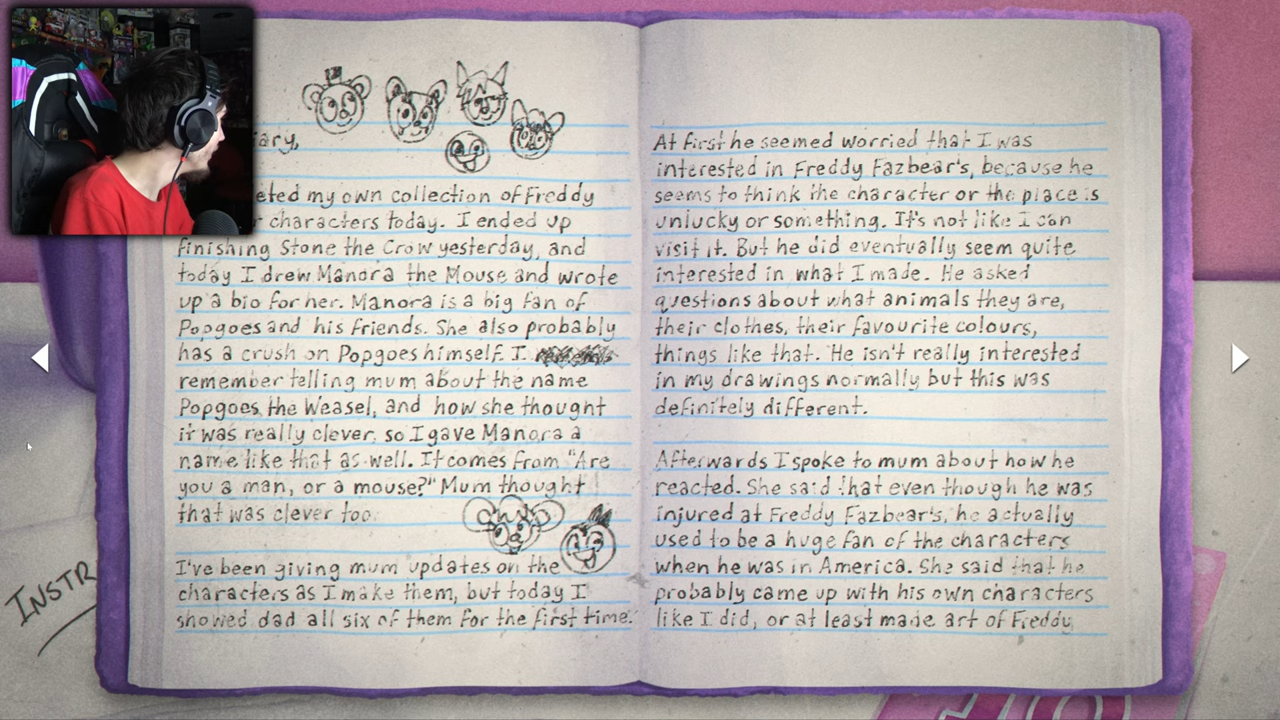 iary,
eted my own collection of Freddy
r characters today. I ended up
finishing Stone the Crow yesterday, and
today I drew Manora the Mouse and wrote
up a bio for her. Manora is a big fan of
Popgoes and his friends. She also probably
has a crush on Popgoes himself. I
remember telling mum about the name
Popgoes the Weasel, and how she thought
it was really clever, so I gave Manora a
name like that as well. It comes from "Are
you a man, or a mouse?" Mum thought
that was clever too.
I've been giving mum updates on the
characters as I make them, but today I
showed dad all six of them for the first time.
At first he seemed worried that I was
interested in Freddy Fazbear's, because he
seems to think the character or the place is
unlucky or something. It's not like I can
visit it. But he did eventually seem quite
interested in what I made. He asked
questions about what animals they are,
their clothes, their favourite colours,
things like that. He isn't really interested
in my drawings normally but this was
definitely different.
Afterwards I spoke to mum about how he
reacted. She said that even though he was
injured at Freddy Fazbear's, he actually
used to be a huge fan of the characters
when he was in America. She said that he
probably came up with his own characters
like I did, or at least made art of Freddy
INSTR